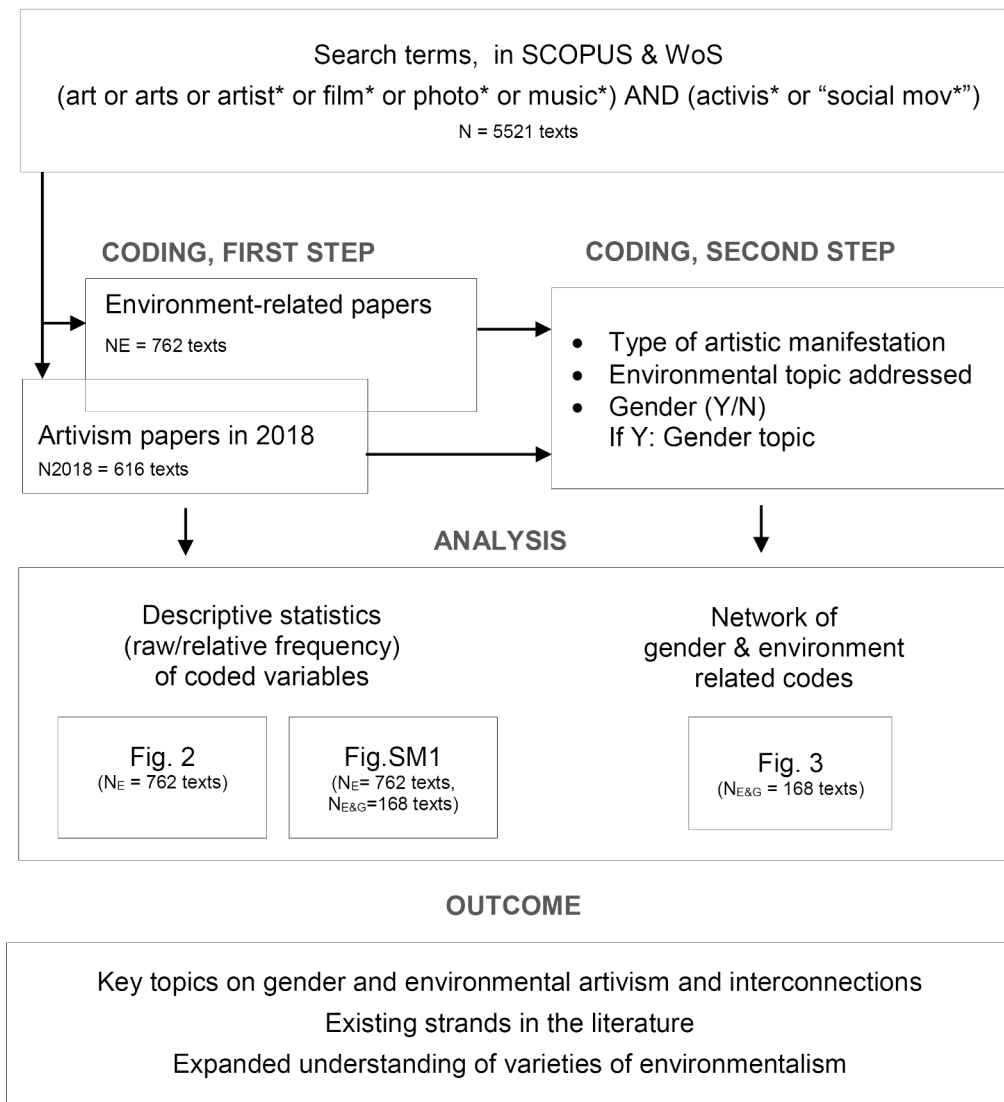 Search terms,  in SCOPUS & WoS
(art or arts or artist* or film* or photo* or music*) AND (activis* or “social mov*”)
N = 5521 texts
CODING, FIRST STEP
Environment-related papers
NE = 762 texts
Artivism papers in 2018
N2018 = 616 texts
CODING, SECOND STEP
• Type of artistic manifestation
• Environmental topic addressed
• Gender (Y/N)
If Y: Gender topic
ANALYSIS
Descriptive statistics
(raw/relative frequency)
of coded variables
Fig. 2
(NE = 762 texts)
Fig.SM1
(NE= 762 texts,
NE&G=168 texts)
Network of
gender & environment
related codes
Fig. 3
(NE&G = 168 texts)
OUTCOME
Key topics on gender and environmental artivism and interconnections
Existing strands in the literature
Expanded understanding of varieties of environmentalism